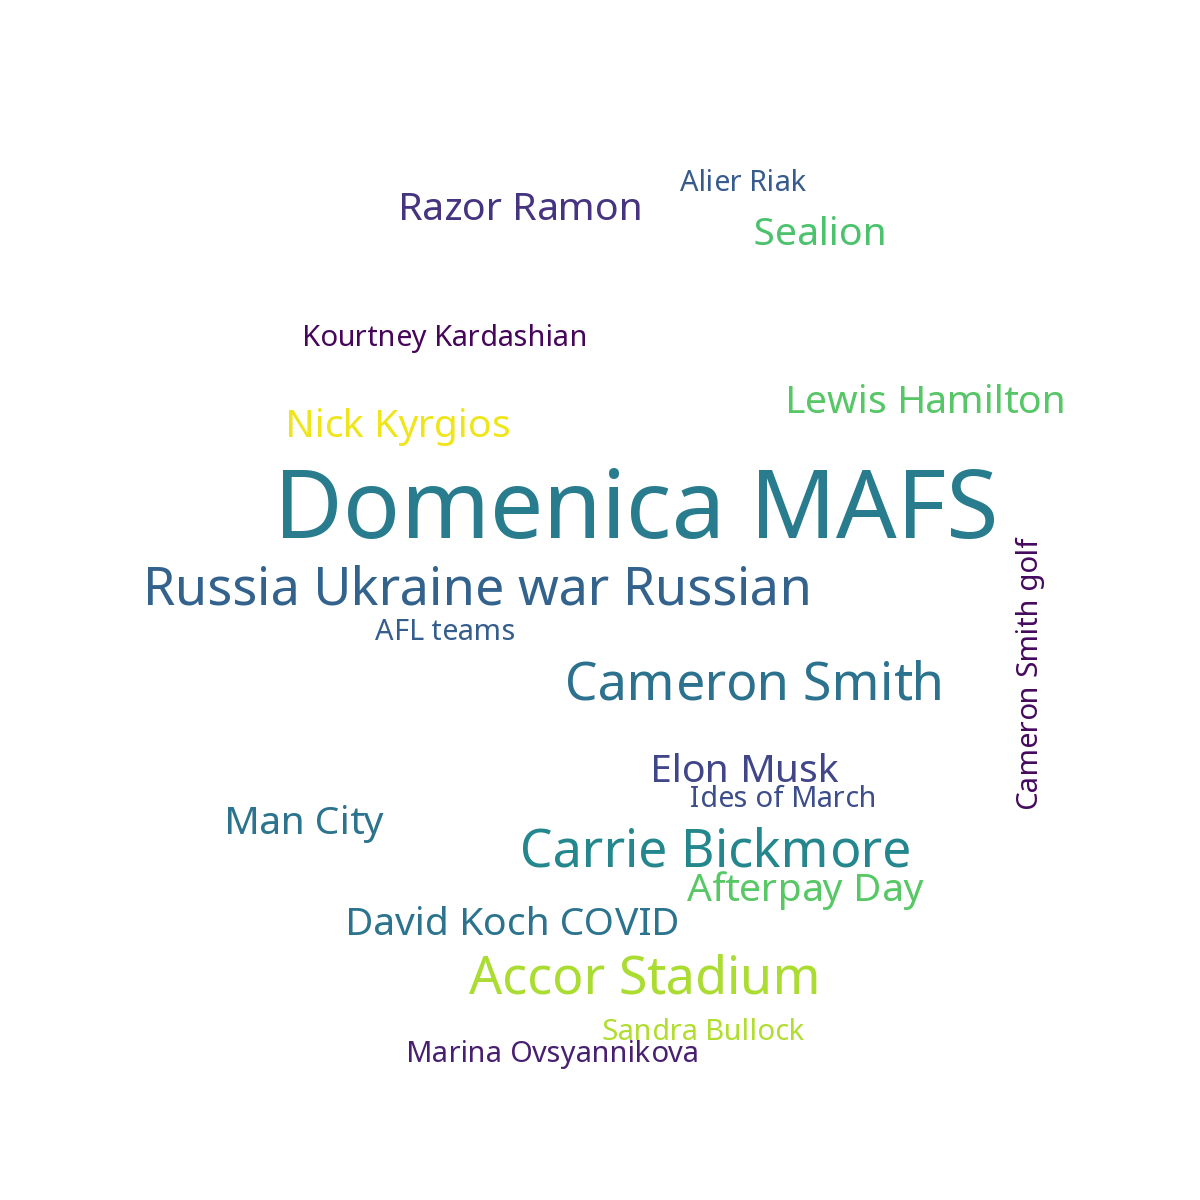 Alier Riak
Razor Ramon
Sealion
Kourtney Kardashian
Lewis Hamilton
Nick Kyrgios
Domenica MAFS
Russia Ukraine war Russian
AFL teams
Cameron Smith golf
Cameron Smith
Elon Musk
Ides of March
Man City
Carrie Bickmore
Afterpay Day
David Koch COVID
Accor Stadium
Sandra Bullock
Marina Ovsyannikova